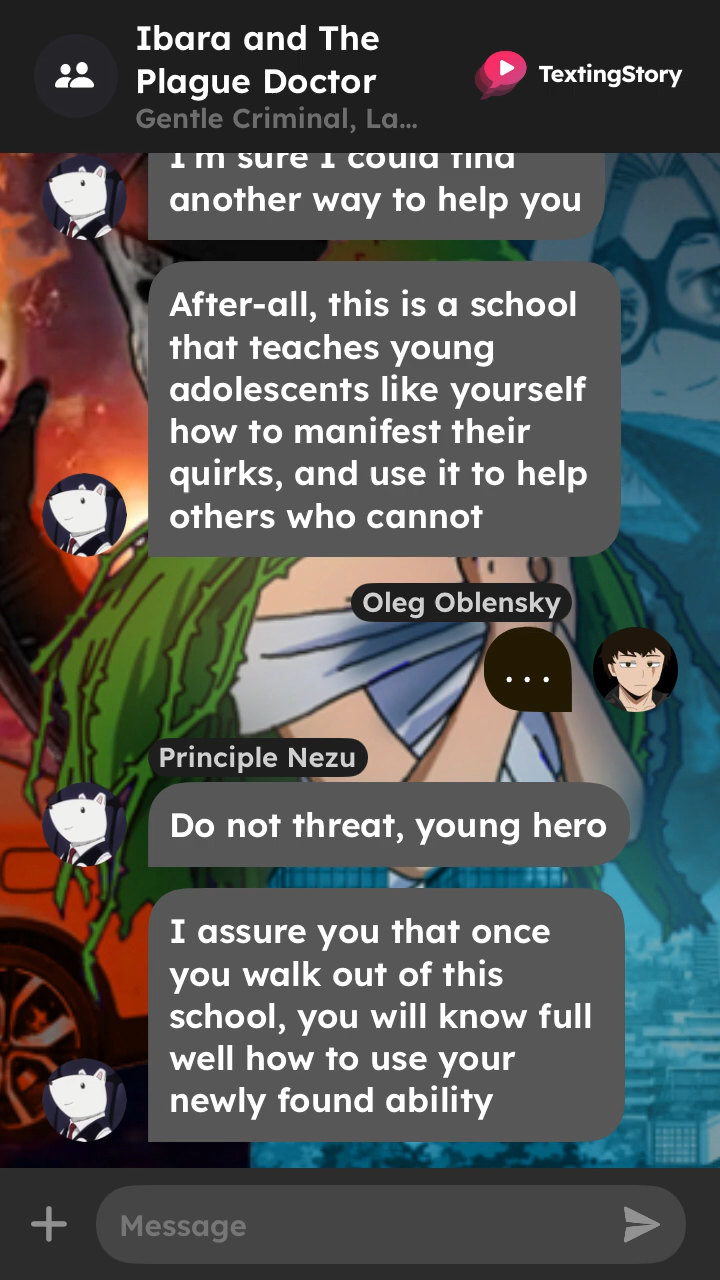 Ibara and The
Plague Doctor
Gentle Criminal, La...
TextingStory
I'm sure I could find
another way to help you
After-all, this is a school
that teaches young
adolescents like yourself
how to manifest their
quirks, and use it to help
others who cannot
Oleg Oblensky
...
Principle Nezu
Do not threat, young hero
I assure you that once
you walk out of this
school, you will know full
well how to use your
newly found ability
Message